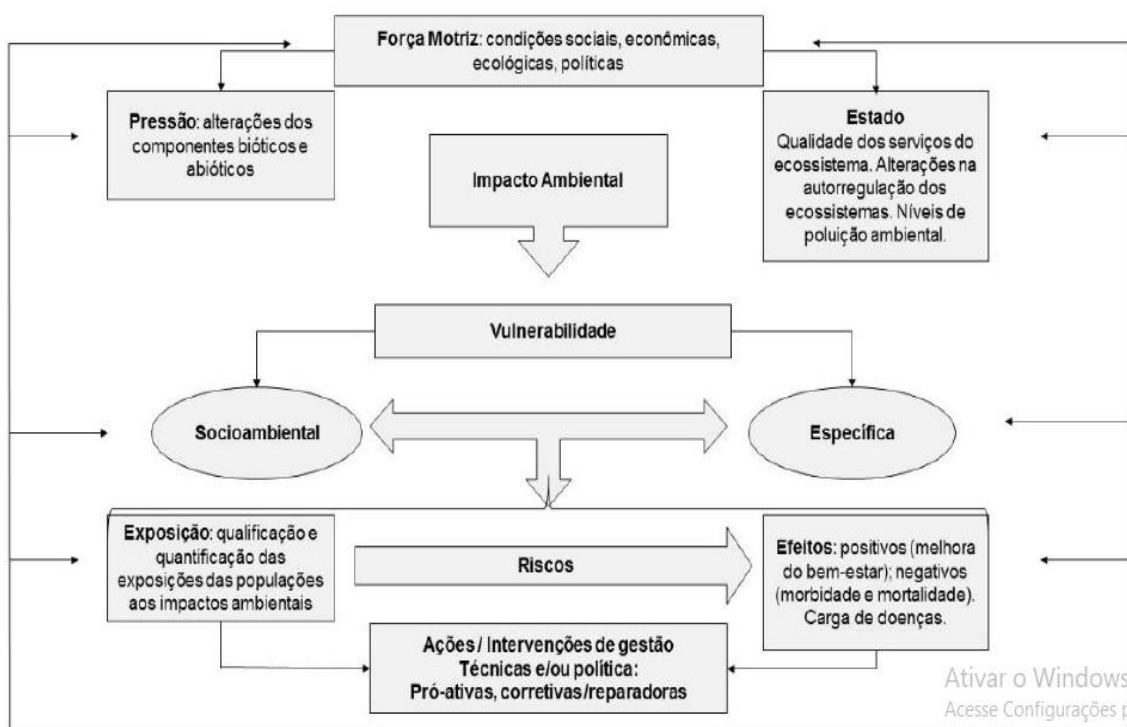 Força Motriz: condições sociais, econômicas,
ecológicas, políticas
Pressão: alterações dos
componentes bióticos e
abióticos
Estado
Qualidade dos serviços do
ecossistema. Alterações na
autorregulação dos
ecossistemas. Níveis de
poluição ambiental.
Impacto Ambiental
Vulnerabilidade
Socioambiental
Específica
Exposição: qualificação e
quantificação das
exposições das populações
aos impactos ambientais
Riscos
Efeitos: positivos (melhora
do bem-estar); negativos
(morbidade e mortalidade).
Carga de doenças.
Ações / Intervenções de gestão
Técnicas e/ou política:
Pró-ativas, corretivas/reparadoras
Ativar o Windows
Acesse Configurações p